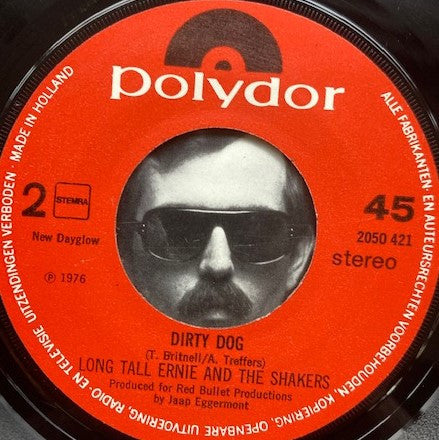 polydor
MADE IN HOLLAND
ALLE FABRIKANTEN- EN AUTEURSRECHTEN VOORBEHOUDEN. KOPIERING, OPENBARE UITVOERING, RADIO- EN TELEVISIE UITZENDINGEN VERBODEN •
2
STEMRA
45
New Dayglow
2050 421
stereo
℗ 1976
DIRTY DOG
(T. Britnell/A. Treffers)
LONG TALL ERNIE AND THE SHAKERS
Produced for Red Bullet Productions
by Jaap Eggermont